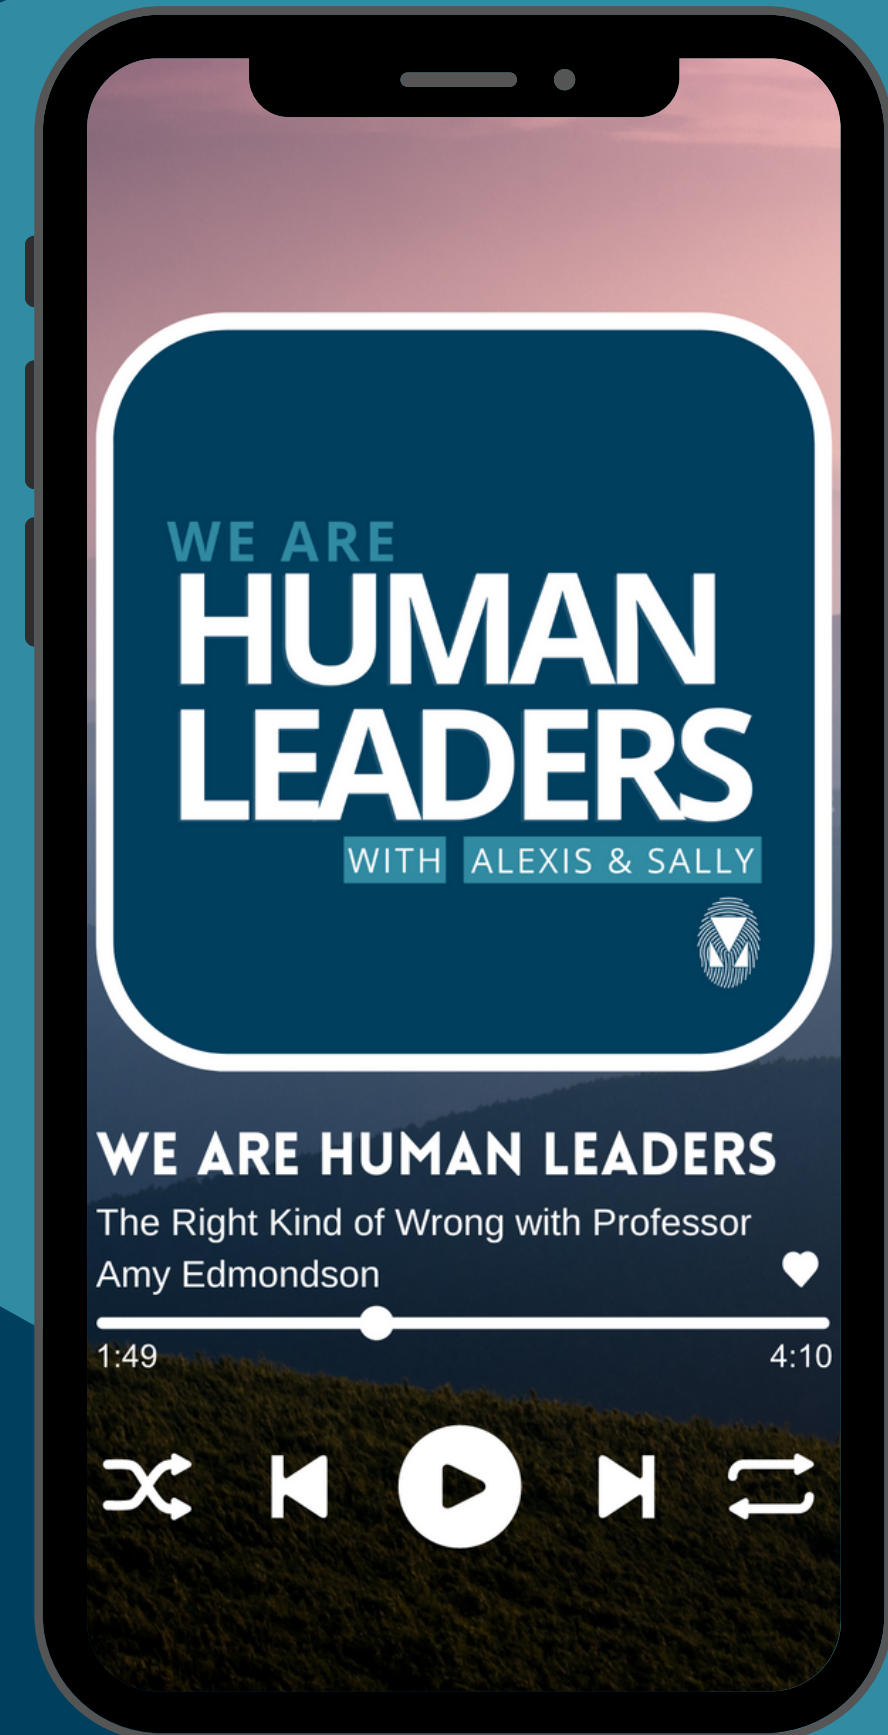 WE ARE
HUMAN
LEADERS
WITH ALEXIS & SALLY
WE ARE HUMAN LEADERS
The Right Kind of Wrong with Professor
Amy Edmondson
1:49 4:10